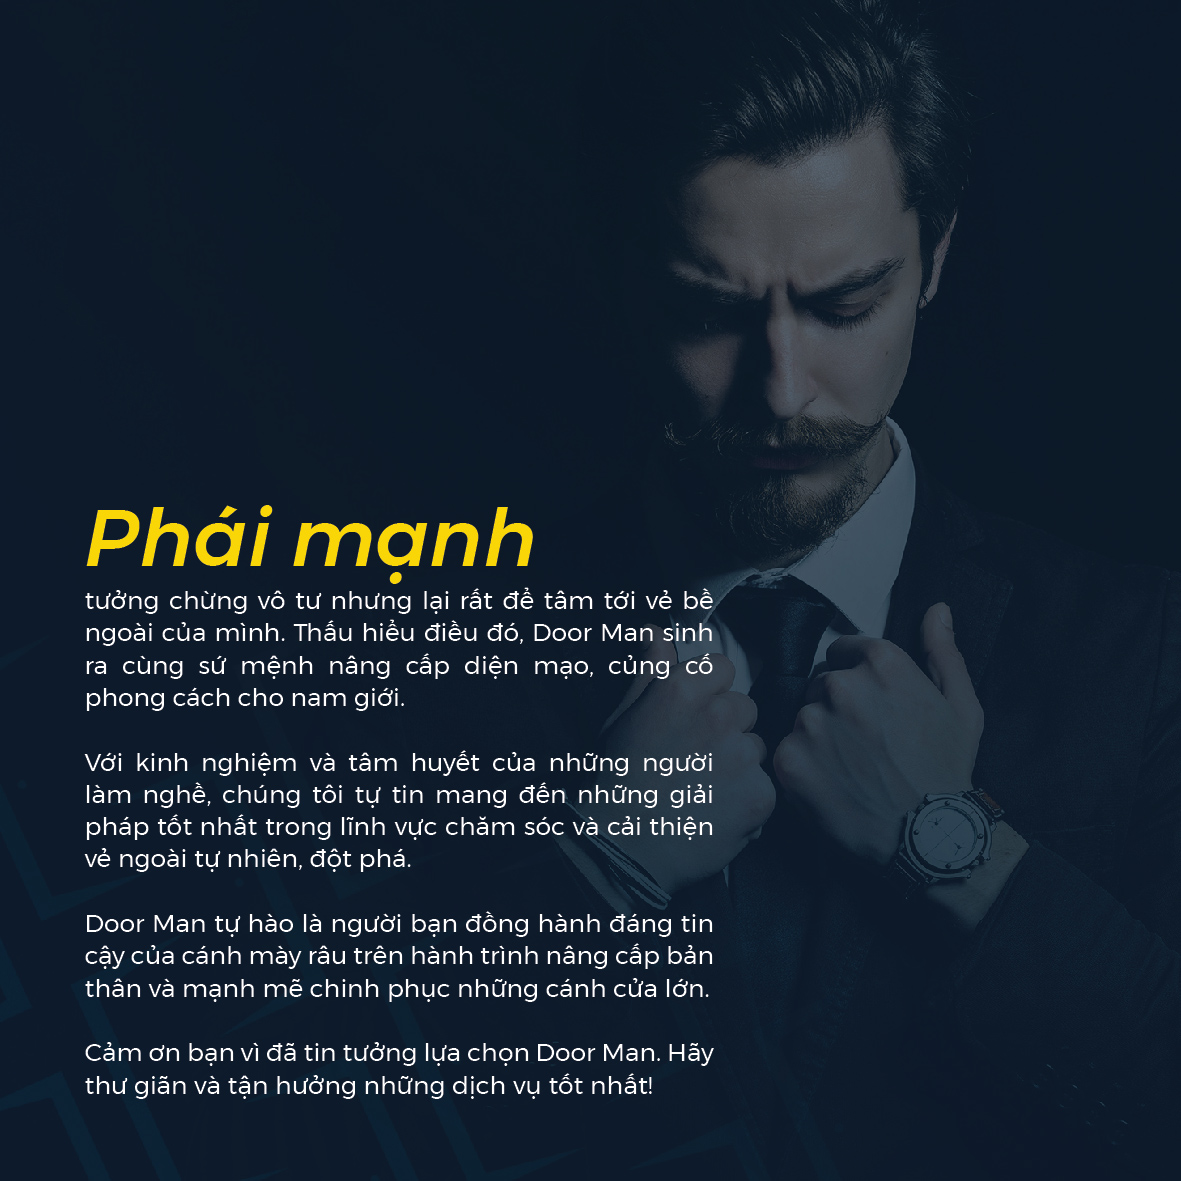 Phái mạnh
tưởng chừng vô tư nhưng lại rất để tâm tới vẻ bề
ngoài của mình. Thấu hiểu điều đó, Door Man sinh
ra cùng sứ mệnh nâng cấp diện mạo, củng cố
phong cách cho nam giới.
Với kinh nghiệm và tâm huyết của những người
làm nghề, chúng tôi tự tin mang đến những giải
pháp tốt nhất trong lĩnh vực chăm sóc và cải thiện
vẻ ngoài tự nhiên, đột phá.
Door Man tự hào là người bạn đồng hành đáng tin
cậy của cánh mày râu trên hành trình nâng cấp bản
thân và mạnh mẽ chinh phục những cánh cửa lớn.
Cảm ơn bạn vì đã tin tưởng lựa chọn Door Man. Hãy
thư giãn và tận hưởng những dịch vụ tốt nhất!